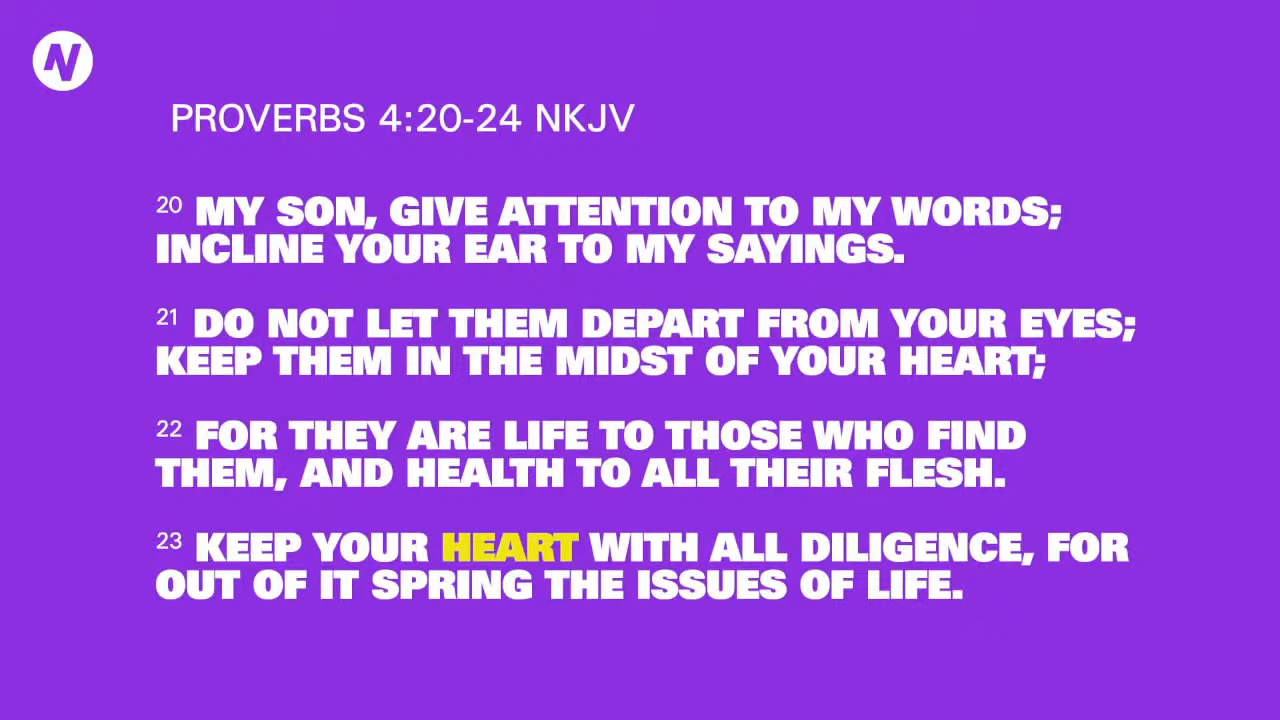 N
PROVERBS 4:20-24 NKJV
20 MY SON, GIVE ATTENTION TO MY WORDS;
INCLINE YOUR EAR TO MY SAYINGS.
21 DO NOT LET THEM DEPART FROM YOUR EYES;
KEEP THEM IN THE MIDST OF YOUR HEART;
22 FOR THEY ARE LIFE TO THOSE WHO FIND
THEM, AND HEALTH TO ALL THEIR FLESH.
23 KEEP YOUR HEART WITH ALL DILIGENCE, FOR
OUT OF IT SPRING THE ISSUES OF LIFE.